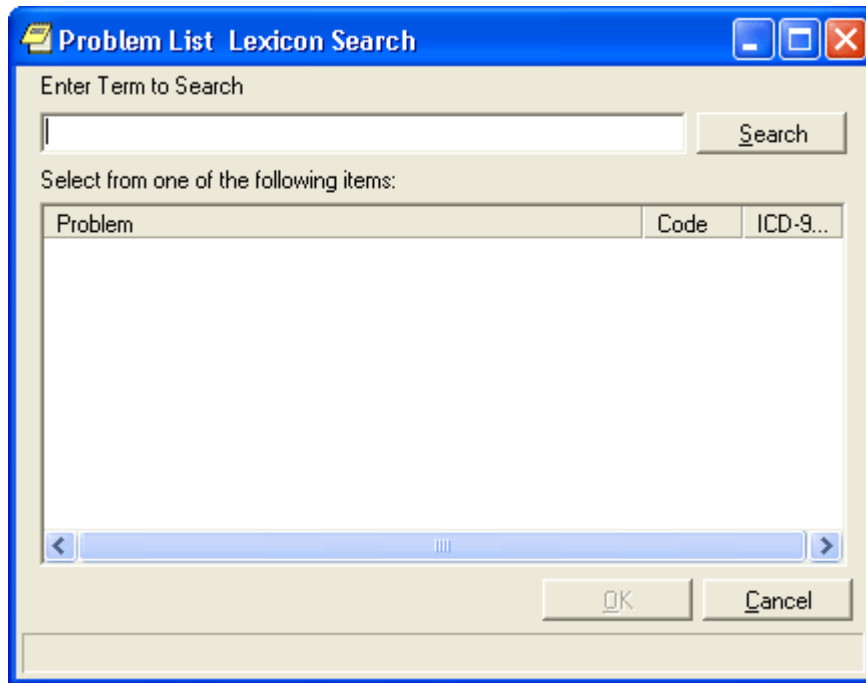 Problem List  Lexicon Search
Enter Term to Search
Search
Select from one of the following items:
Problem Code ICD-9...
OK Cancel